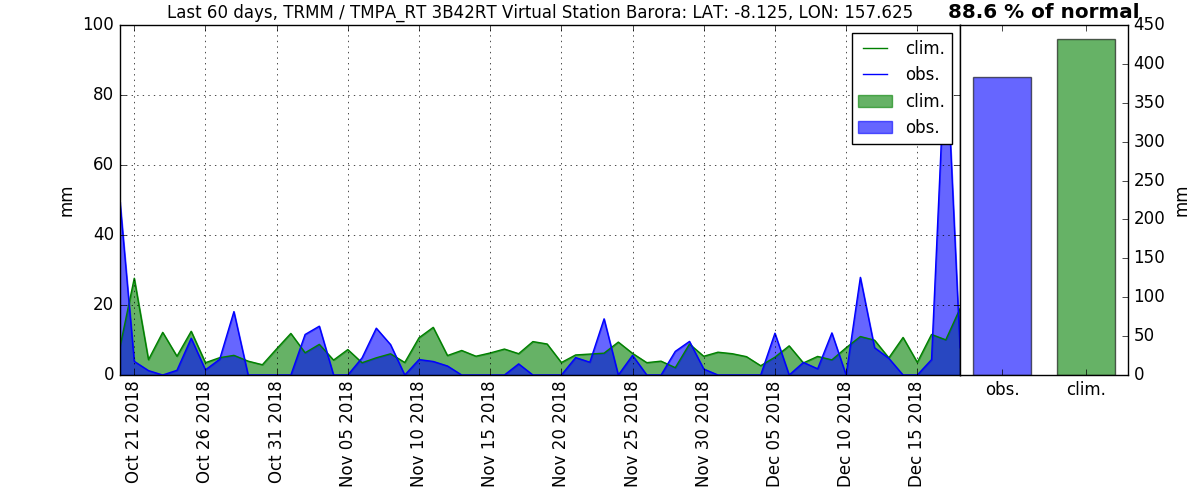 Last 60 days, TRMM / TMPA_RT 3B42RT Virtual Station Barora: LAT: -8.125, LON: 157.625
88.6 % of normal
100
80
60
40
20
0
mm
clim.
obs.
clim.
obs.
450
400
350
300
250
200
150
100
50
0
mm
Oct 21 2018
Oct 26 2018
Oct 31 2018
Nov 05 2018
Nov 10 2018
Nov 15 2018
Nov 20 2018
Nov 25 2018
Nov 30 2018
Dec 05 2018
Dec 10 2018
Dec 15 2018
obs.
clim.